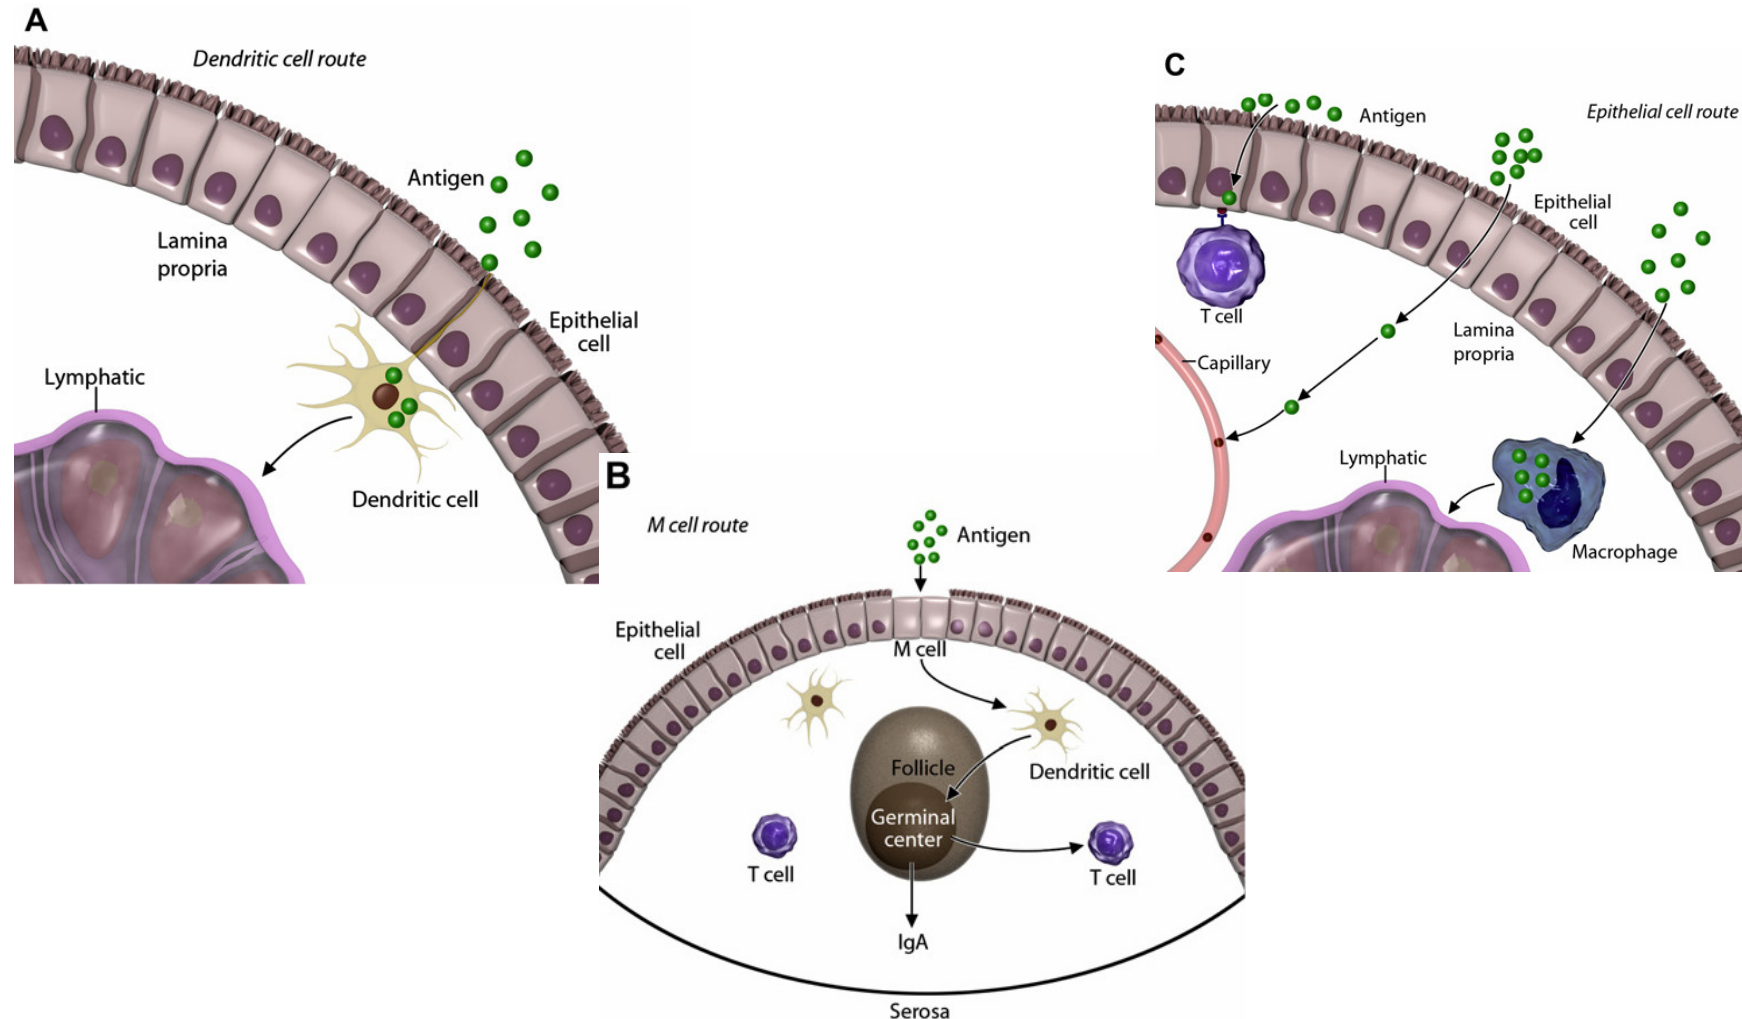 A
Dendritic cell route
Antigen
Lamina
propria
Epithelial
cell
Lymphatic
Dendritic cell
B
M cell route
Antigen
Epithelial
cell
M cell
Follicle
Dendritic cell
Germinal
center
T cell
T cell
IgA
Serosa
C
Epithelial cell route
Antigen
Epithelial
cell
T cell
Lamina
propria
Capillary
Lymphatic
Macrophage